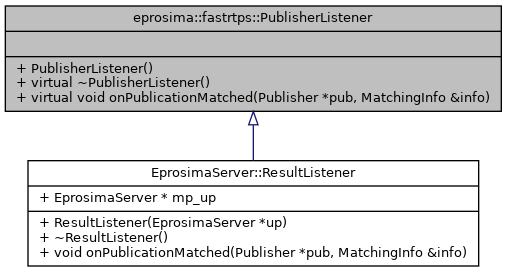 eprosima::fastrtps::PublisherListener
+ PublisherListener()
+ virtual ~PublisherListener()
+ virtual void onPublicationMatched(Publisher *pub, MatchingInfo &info)
EprosimaServer::ResultListener
+ EprosimaServer * mp_up
+ ResultListener(EprosimaServer *up)
+ ~ResultListener()
+ void onPublicationMatched(Publisher *pub, MatchingInfo &info)